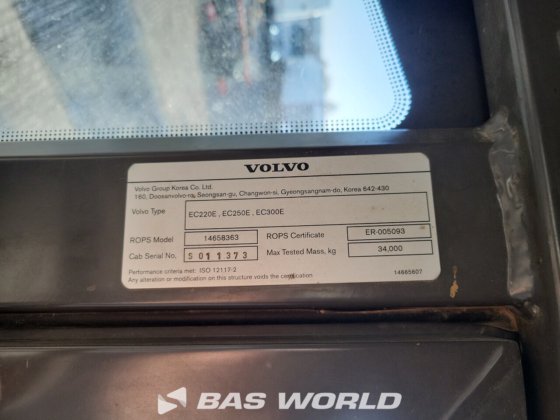 VOLVO
Volvo Group Korea Co. Ltd.
160, Doosanvolvo-ro, Seongsan-gu, Changwon-si, Gyeongsangnam-do, Korea 642-430
Volvo Type EC220E , EC250E , EC300E
ROPS Model 14658363 ROPS Certificate ER-005093
Cab Serial No. S 011373 Max Tested Mass, kg 34,000
Performance criteria met: ISO 12117-2
Any alteration or modification on this structure voids the certification 14665607
BAS WORLD